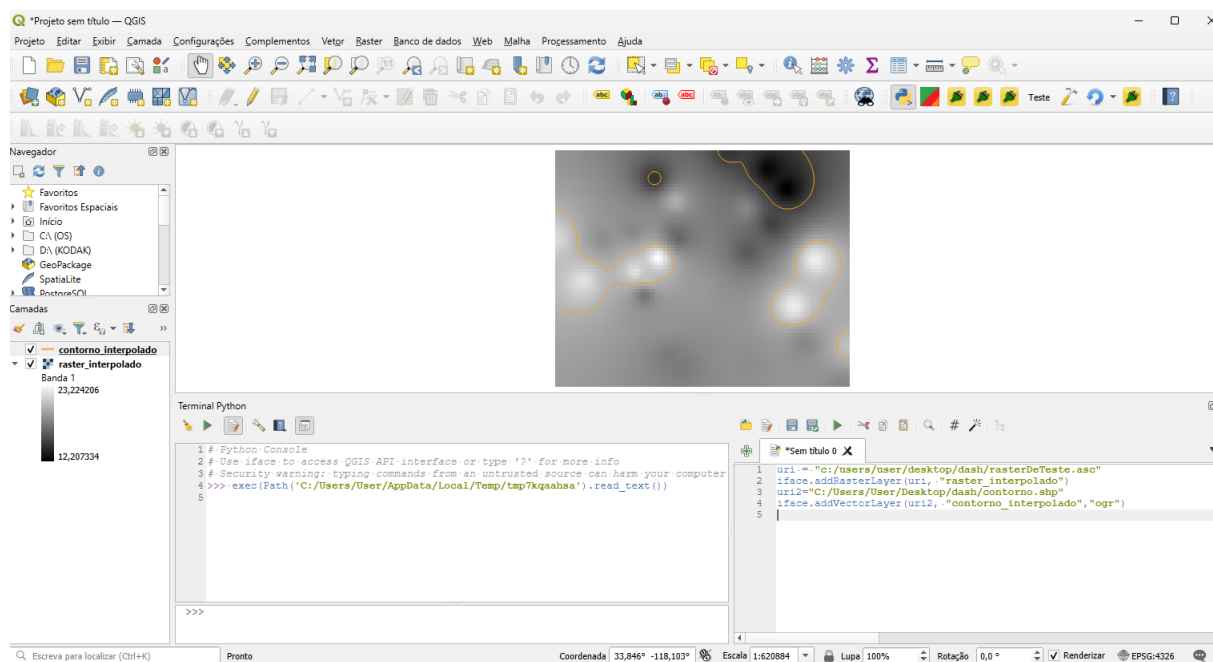 *Projeto sem título — QGIS
Projeto Editar Exibir Camada Configurações Complementos Vetor Raster Banco de dados Web Malha Processamento Ajuda
abc abc abc Teste
Navegador
Favoritos
Favoritos Espaciais
Início
C:\ (OS)
D:\ (KODAK)
GeoPackage
SpatiaLite
PostgreSQL
Camadas
»
contorno_interpolado
raster_interpolado
Banda 1
23,224206
12,207334
Terminal Python
1 # Python Console
2 # Use iface to access QGIS API interface or type '?' for more info
3 # Security warning: typing commands from an untrusted source can harm your computer
4 >>> exec(Path('C:/Users/User/AppData/Local/Temp/tmp7kqaahsa').read_text())
5
>>>
*Sem título 0 X
1 uri = "c:/users/user/desktop/dash/rasterDeTeste.asc"
2 iface.addRasterLayer(uri, "raster_interpolado")
3 uri2="C:/Users/User/Desktop/dash/contorno.shp"
4 iface.addVectorLayer(uri2, "contorno_interpolado","ogr")
5
Escreva para localizar (Ctrl+K) Pronto Coordenada 33,846° -118,103° Escala 1:620884 Lupa 100% Rotação 0,0 ° Renderizar EPSG:4326